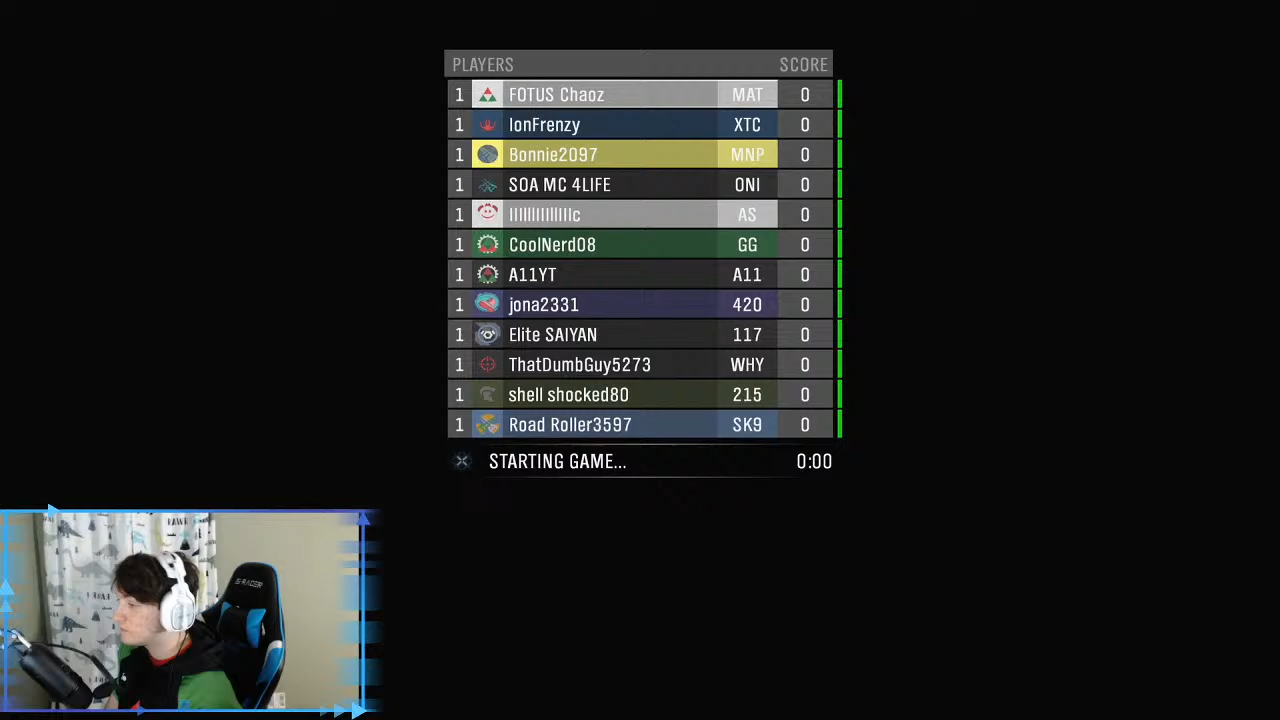 PLAYERS SCORE
1 FOTUS Chaoz MAT 0
1 IonFrenzy XTC 0
1 Bonnie2097 MNP 0
1 SOA MC 4LIFE ONI 0
1 AS 0
1 CoolNerd08 GG 0
1 A11YT A11 0
1 jona2331 420 0
1 Elite SAIYAN 117 0
1 ThatDumbGuy5273 WHY 0
1 shell shocked80 215 0
1 Road Roller3597 SK9 0
STARTING GAME... 0:00
RAWR
S-RACER